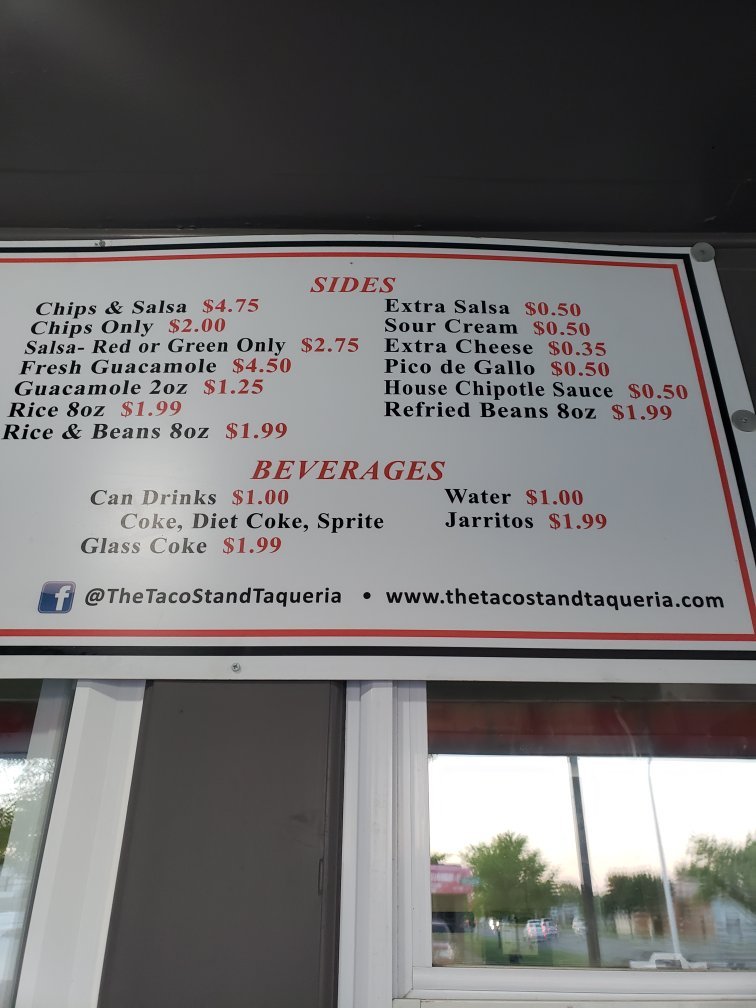 SIDES
Chips & Salsa $4.75
Chips Only $2.00
Salsa- Red or Green Only $2.75
Fresh Guacamole $4.50
Guacamole 2oz $1.25
Rice 8oz $1.99
Rice & Beans 8oz $1.99
Extra Salsa $0.50
Sour Cream $0.50
Extra Cheese $0.35
Pico de Gallo $0.50
House Chipotle Sauce $0.50
Refried Beans 8oz $1.99
BEVERAGES
Can Drinks $1.00
Coke, Diet Coke, Sprite
Glass Coke $1.99
Water $1.00
Jarritos $1.99
f @TheTacoStandTaqueria • www.thetacostandtaqueria.com